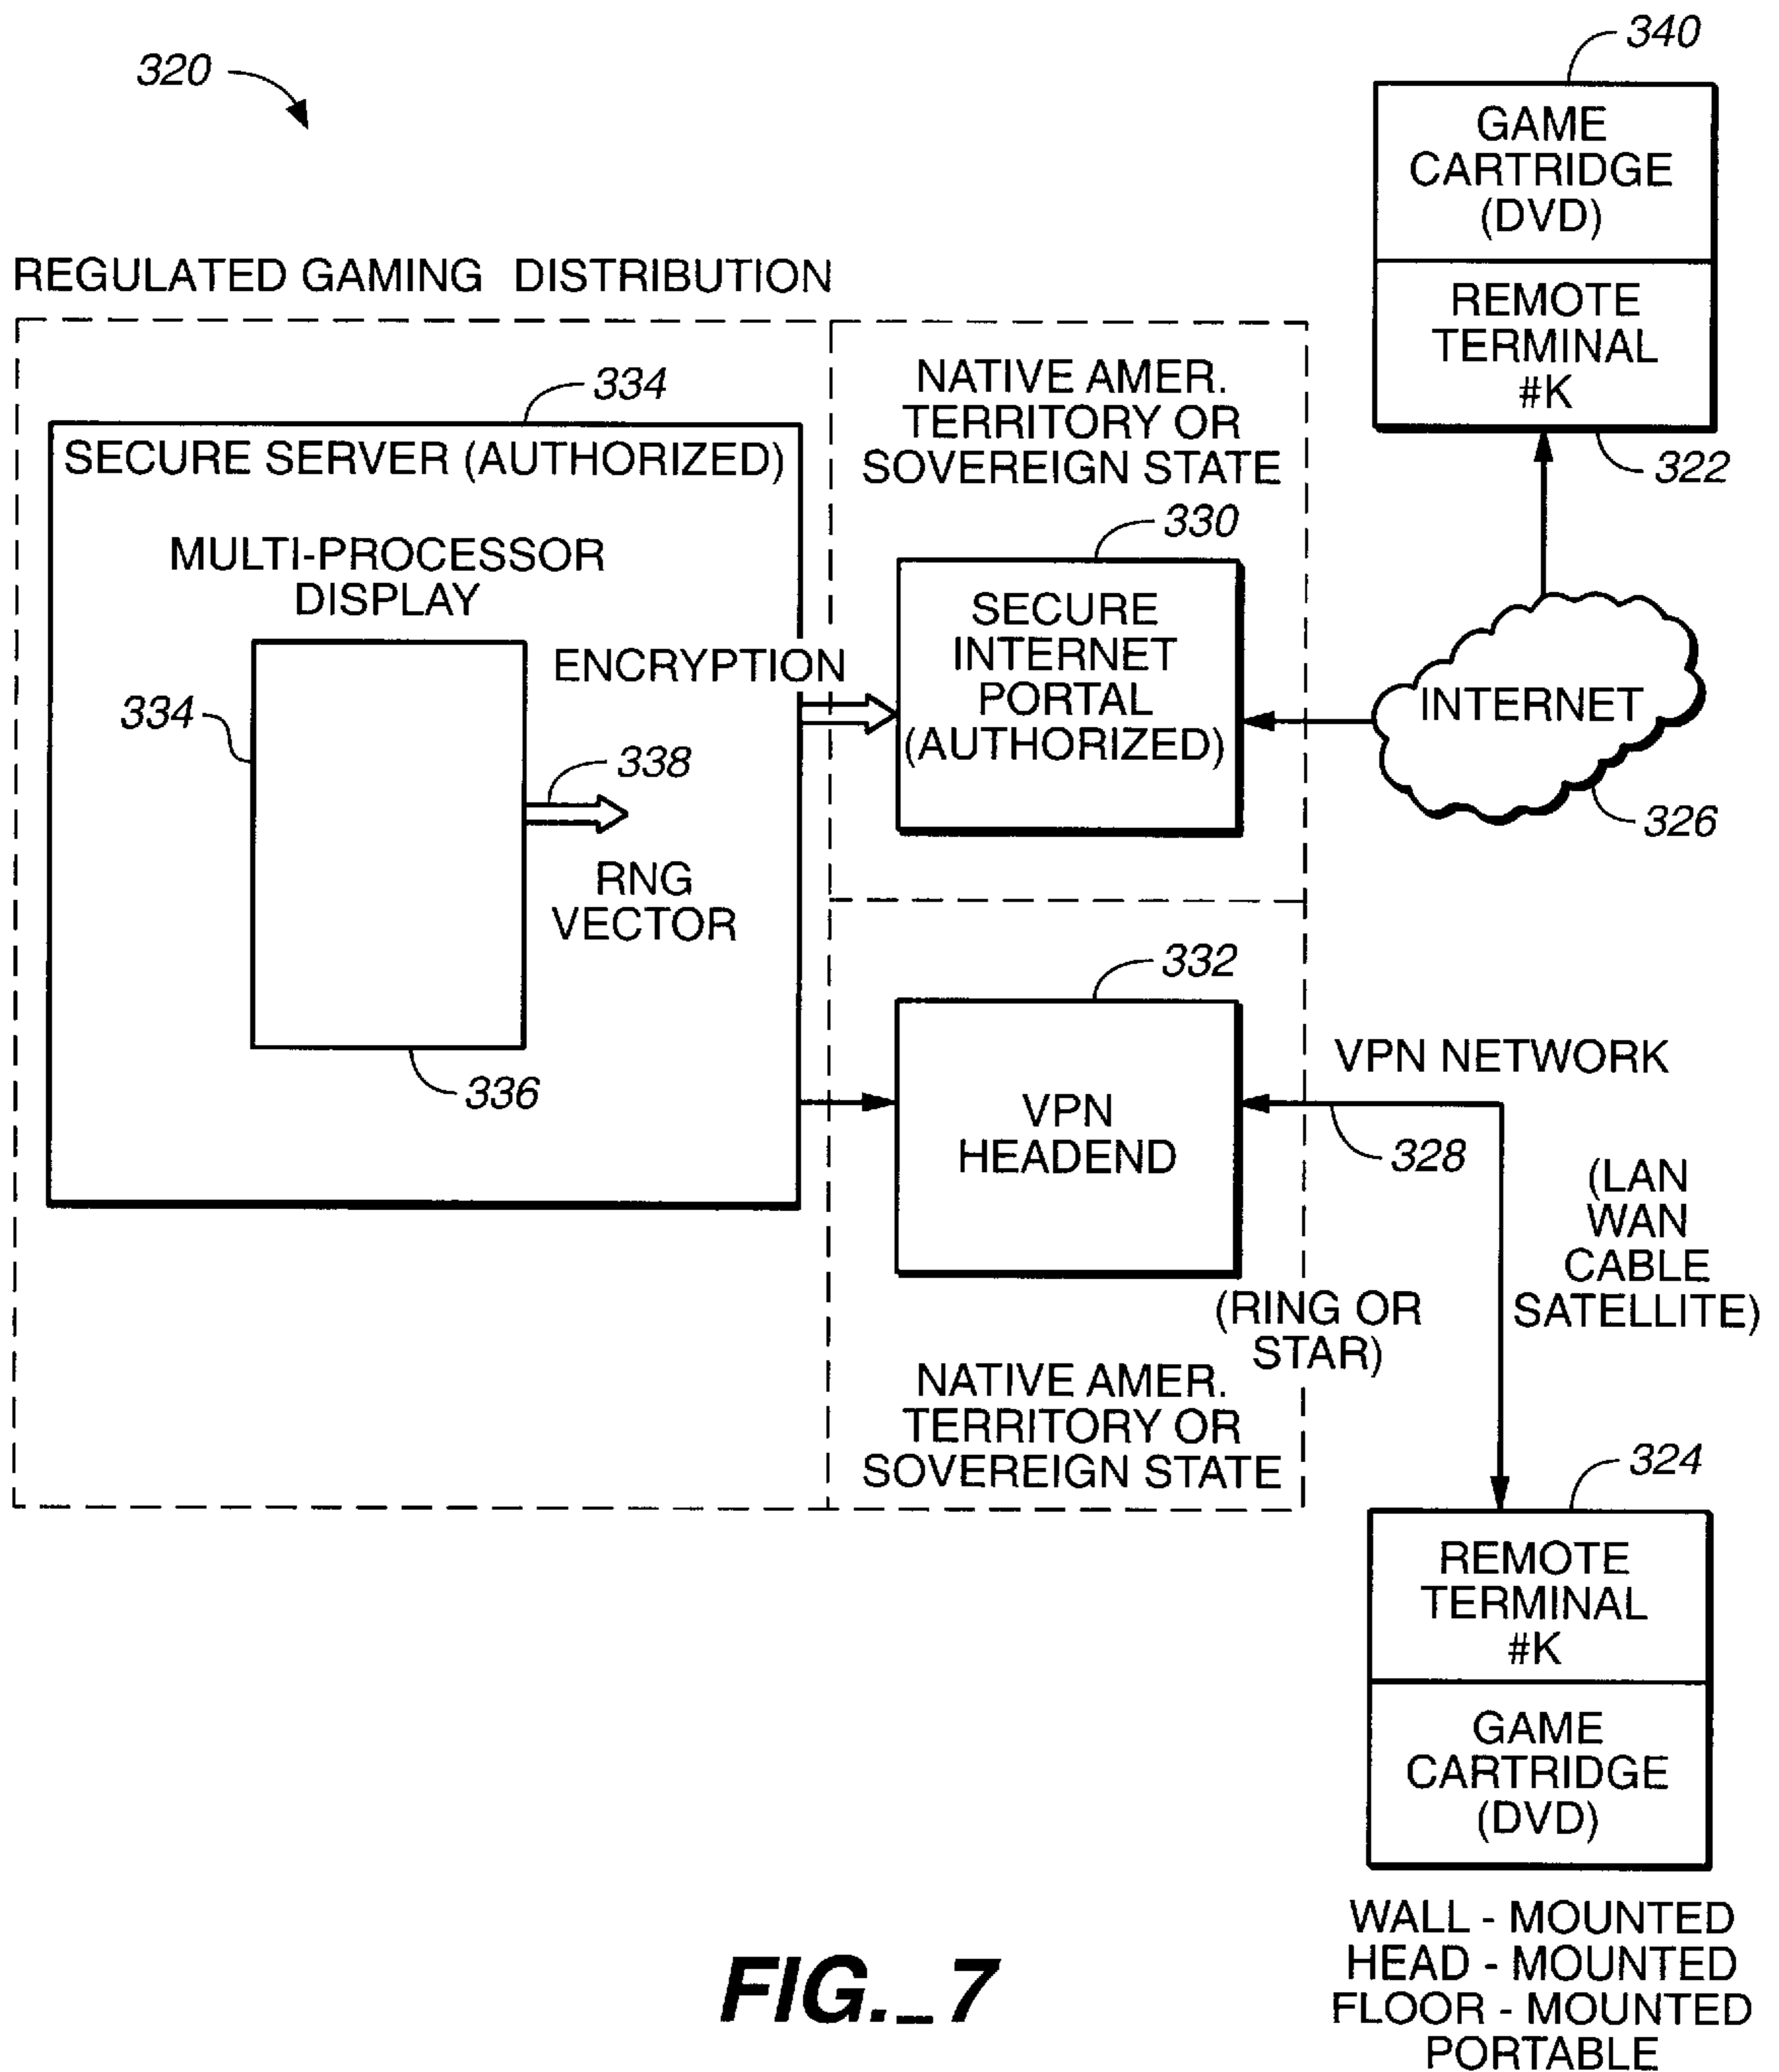 320
340
GAME
CARTRIDGE
(DVD)
REMOTE
TERMINAL
#K
322
REGULATED GAMING DISTRIBUTION
334
SECURE SERVER (AUTHORIZED)
MULTI-PROCESSOR
DISPLAY
334
336
ENCRYPTION
338
RNG
VECTOR
NATIVE AMER.
TERRITORY OR
SOVEREIGN STATE
330
SECURE
INTERNET
PORTAL
(AUTHORIZED)
INTERNET
326
332
VPN
HEADEND
VPN NETWORK
328
(LAN
WAN
CABLE
SATELLITE)
(RING OR
STAR)
NATIVE AMER.
TERRITORY OR
SOVEREIGN STATE
324
REMOTE
TERMINAL
#K
GAME
CARTRIDGE
(DVD)
WALL - MOUNTED
HEAD - MOUNTED
FLOOR - MOUNTED
PORTABLE
FIG._7